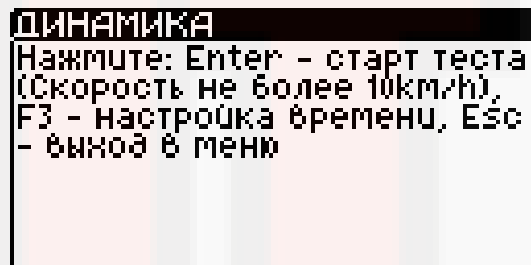 ДИНАМИКА
Нажмите: Enter - старт теста
(Скорость не более 10km/h),
F3 - настройка времени, Esc
- выход в меню